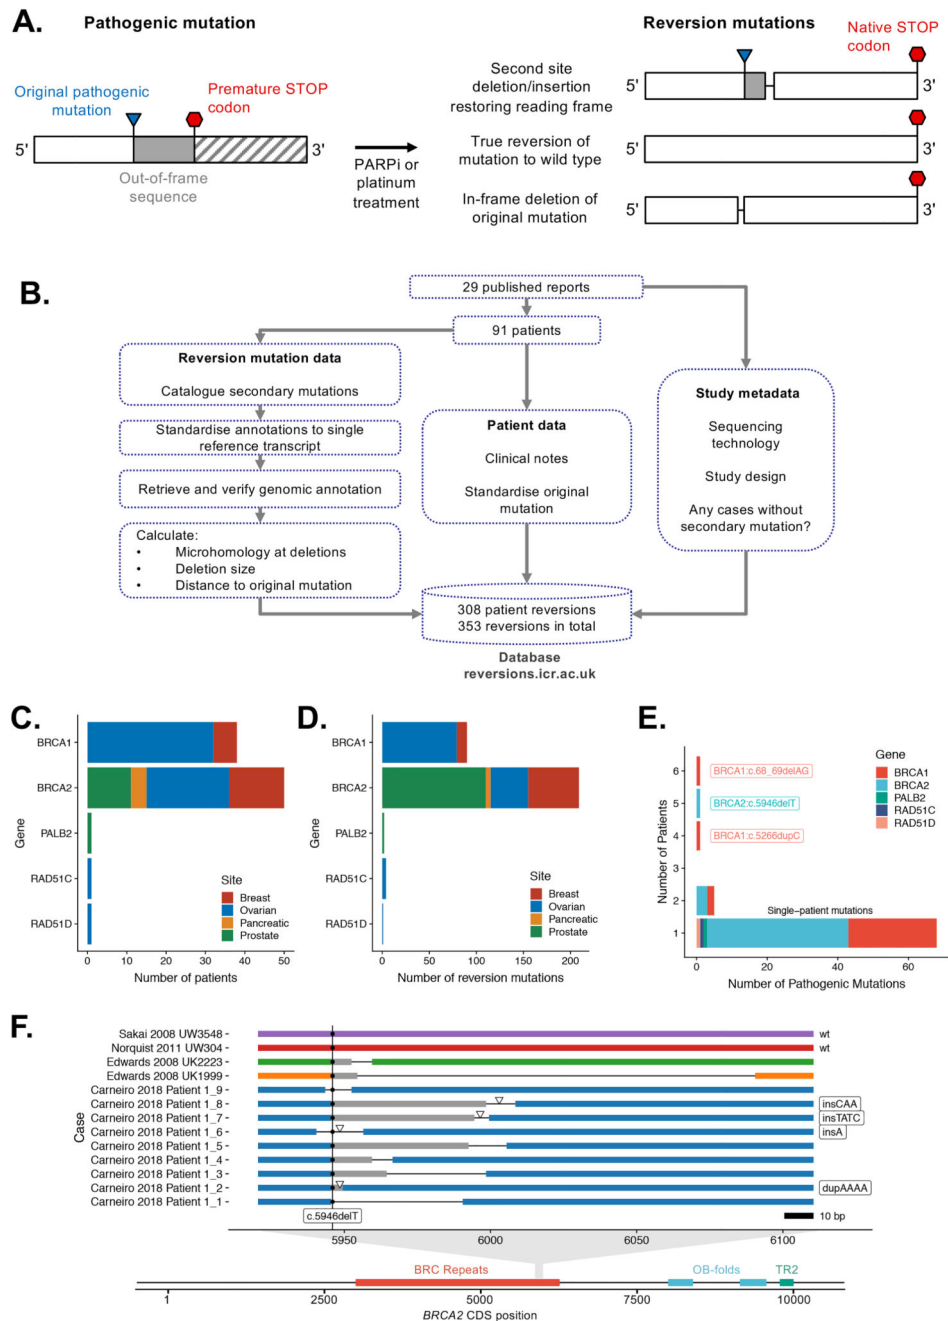 A.
Pathogenic mutation
Reversion mutations
Original pathogenic
mutation
Premature STOP
codon
5'
3'
Out-of-frame
sequence
PARPi or
platinum
treatment
Native STOP
codon
Second site
deletion/insertion
restoring reading frame
5'
3'
True reversion of
mutation to wild type
5'
3'
In-frame deletion of
original mutation
5'
3'
B.
29 published reports
91 patients
Reversion mutation data
Catalogue secondary mutations
Standardise annotations to single
reference transcript
Retrieve and verify genomic annotation
Calculate:
• Microhomology at deletions
• Deletion size
• Distance to original mutation
Patient data
Clinical notes
Standardise original
mutation
Study metadata
Sequencing
technology
Study design
Any cases without
secondary mutation?
308 patient reversions
353 reversions in total
Database
reversions.icr.ac.uk
C.
Gene
BRCA1
BRCA2
PALB2
RAD51C
RAD51D
Site
Breast
Ovarian
Pancreatic
Prostate
0 10 20 30 40 50
Number of patients
D.
Gene
BRCA1
BRCA2
PALB2
RAD51C
RAD51D
Site
Breast
Ovarian
Pancreatic
Prostate
0 50 100 150 200
Number of reversion mutations
E.
Number of Patients
6
5
4
3
2
1
BRCA1:c.68_69delAG
BRCA2:c.5946delT
BRCA1:c.5266dupC
Single-patient mutations
0 20 40 60
Number of Pathogenic Mutations
Gene
BRCA1
BRCA2
PALB2
RAD51C
RAD51D
F.
Case
Sakai 2008 UW3548
wt
Norquist 2011 UW304
wt
Edwards 2008 UK2223
Edwards 2008 UK1999
Carneiro 2018 Patient 1_9
Carneiro 2018 Patient 1_8
insCAA
Carneiro 2018 Patient 1_7
insTATC
Carneiro 2018 Patient 1_6
insA
Carneiro 2018 Patient 1_5
Carneiro 2018 Patient 1_4
Carneiro 2018 Patient 1_3
Carneiro 2018 Patient 1_2
dupAAAA
Carneiro 2018 Patient 1_1
c.5946delT
10 bp
5950 6000 6050 6100
BRC Repeats
OB-folds
TR2
1 2500 5000 7500 10000
BRCA2 CDS position